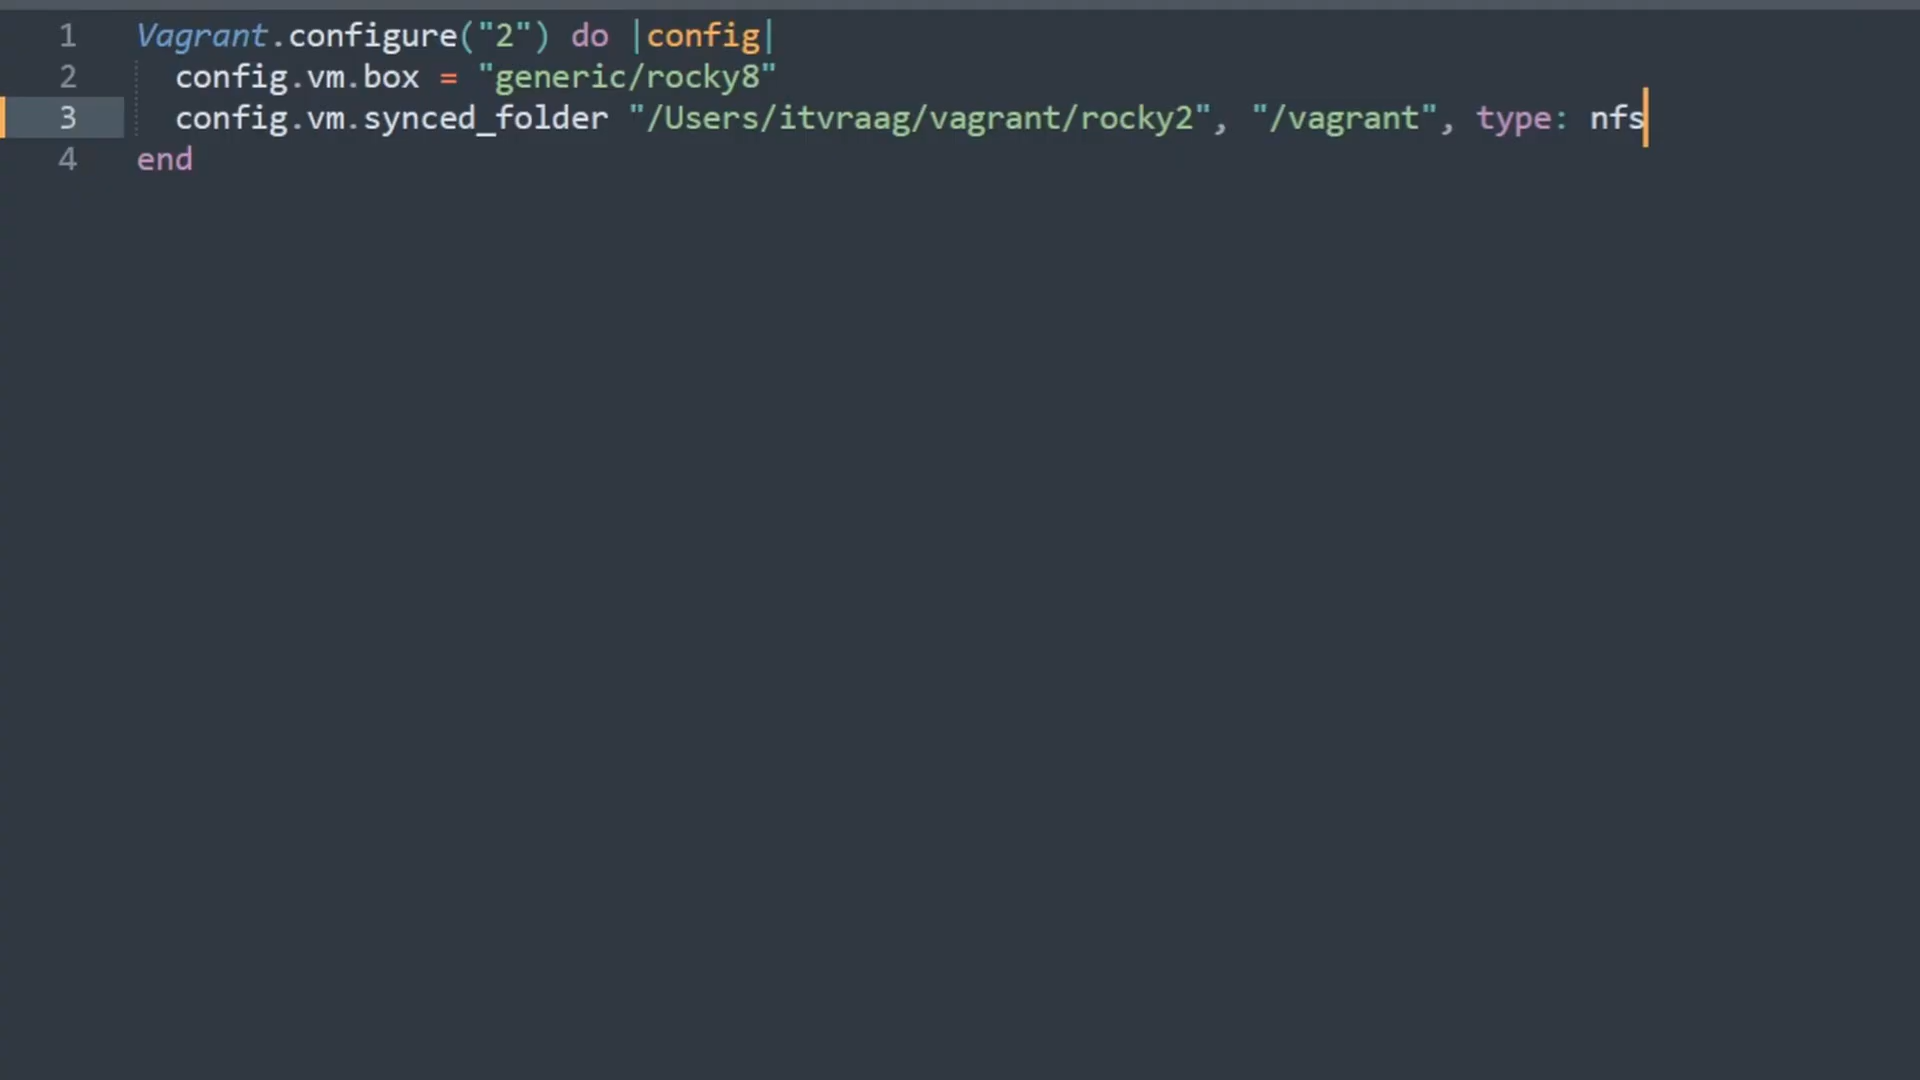 1 Vagrant.configure("2") do |config|
2 config.vm.box = "generic/rocky8"
3 config.vm.synced_folder "/Users/itvraag/vagrant/rocky2", "/vagrant", type: nfs
4 end